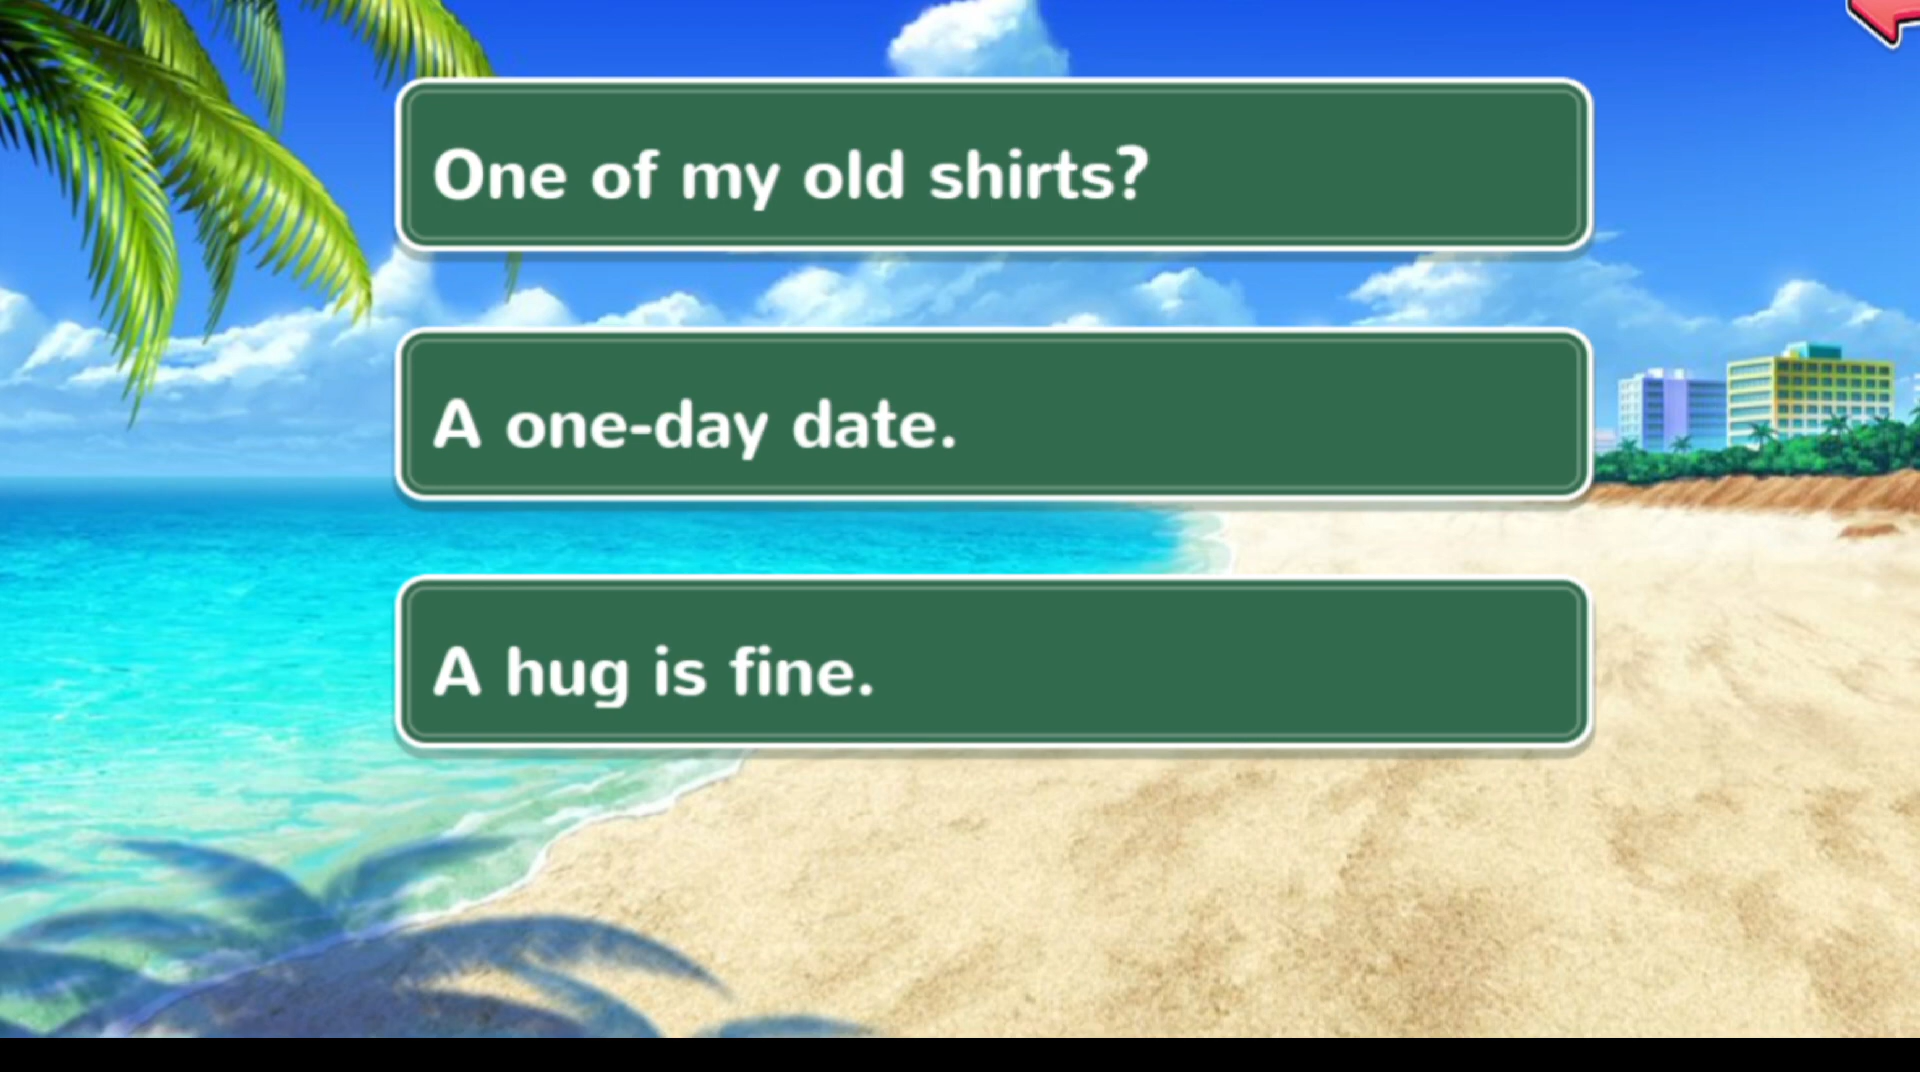 One of my old shirts?
A one-day date.
A hug is fine.